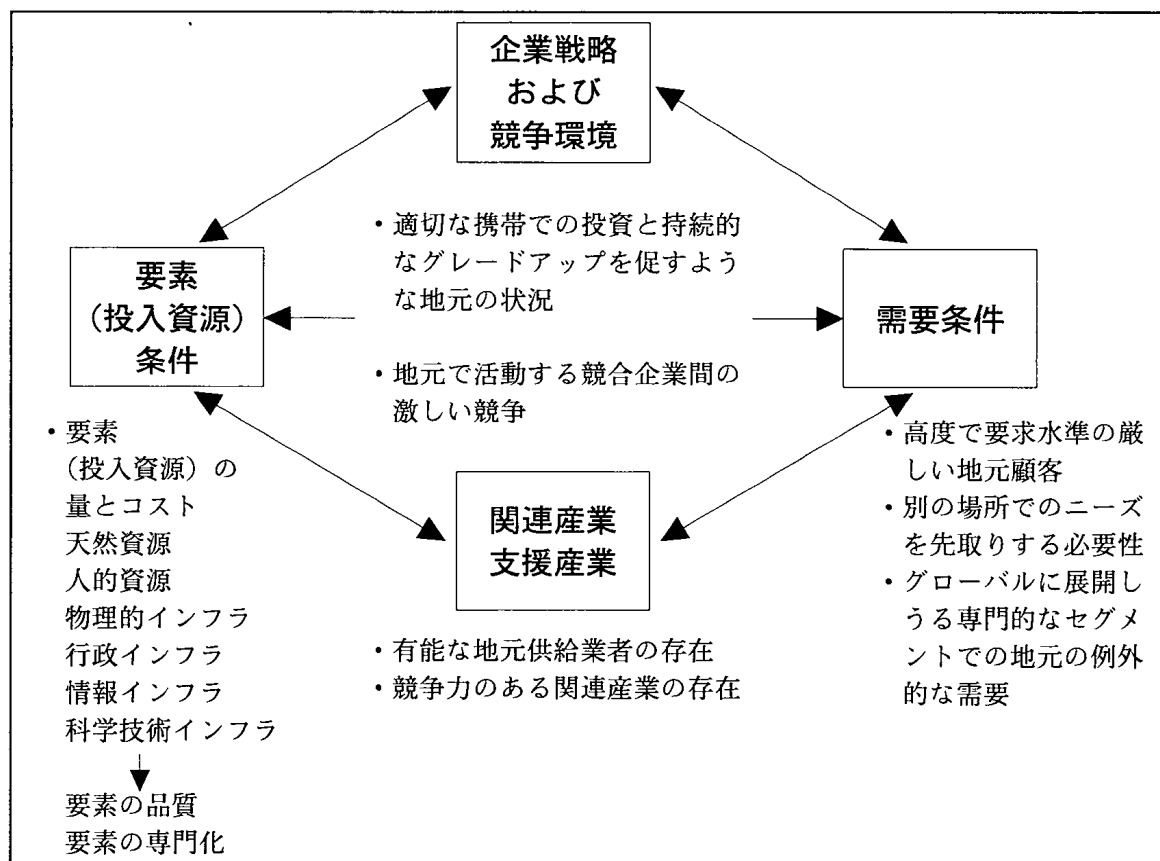 企業戦略
および
競争環境
・適切な携帯での投資と持続的
なグレードアップを促すよう
な地元の状況
・地元で活動する競合企業間の
激しい競争
要素
（投入資源）
条件
需要条件
・要素
（投入資源）の
量とコスト
天然資源
人的資源
物理的インフラ
行政インフラ
情報インフラ
科学技術インフラ
要素の品質
要素の専門化
関連産業
支援産業
・有能な地元供給業者の存在
・競争力のある関連産業の存在
・高度で要求水準の厳
しい地元顧客
・別の場所でのニーズ
を先取りする必要性
・グローバルに展開し
うる専門的なセグメ
ントでの地元の例外
的な需要